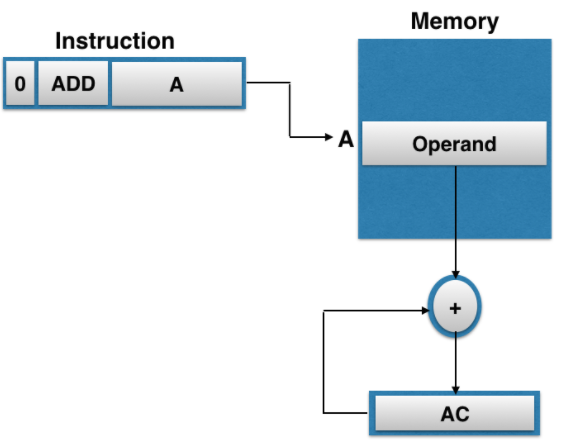 Memory
Instruction
0 ADD A
A
Operand
+
AC